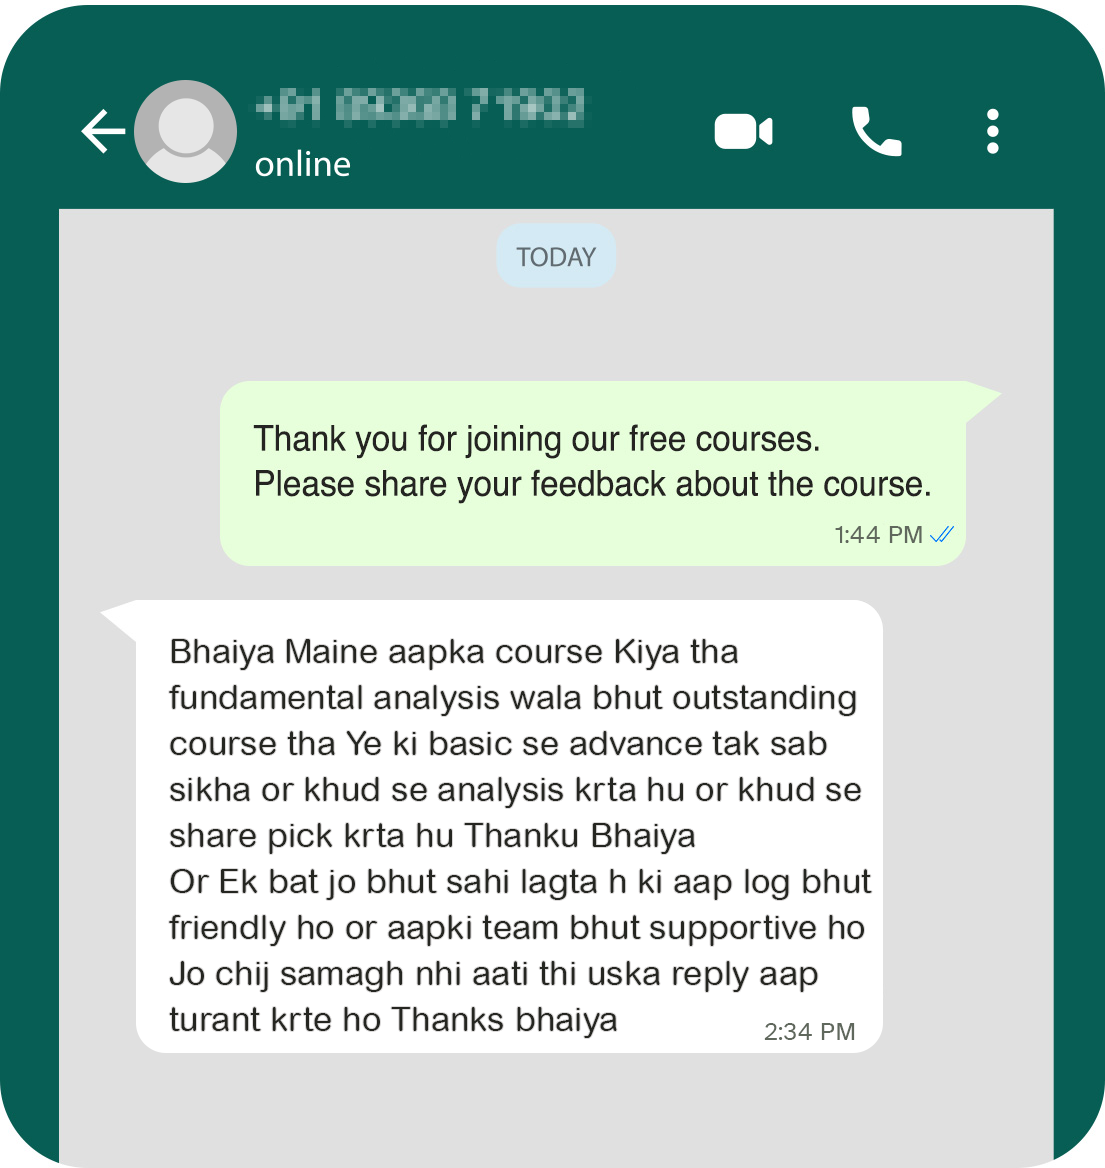 online
TODAY
Thank you for joining our free courses.
Please share your feedback about the course.
1:44 PM
Bhaiya Maine aapka course Kiya tha
fundamental analysis wala bhut outstanding
course tha Ye ki basic se advance tak sab
sikha or khud se analysis krta hu or khud se
share pick krta hu Thanku Bhaiya
Or Ek bat jo bhut sahi lagta h ki aap log bhut
friendly ho or aapki team bhut supportive ho
Jo chij samagh nhi aati thi uska reply aap
turant krte ho Thanks bhaiya
2:34 PM